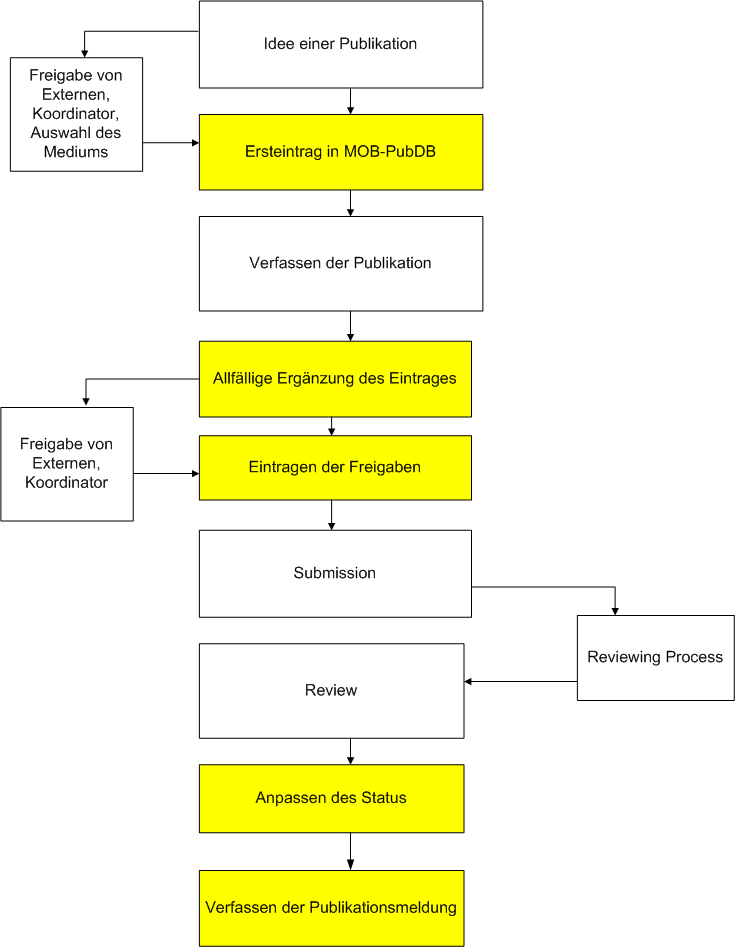 Idee einer Publikation
Freigabe von
Externen,
Koordinator,
Auswahl des
Mediums
Ersteintrag in MOB-PubDB
Verfassen der Publikation
Allfällige Ergänzung des Eintrages
Freigabe von
Externen,
Koordinator
Eintragen der Freigaben
Submission
Reviewing Process
Review
Anpassen des Status
Verfassen der Publikationsmeldung